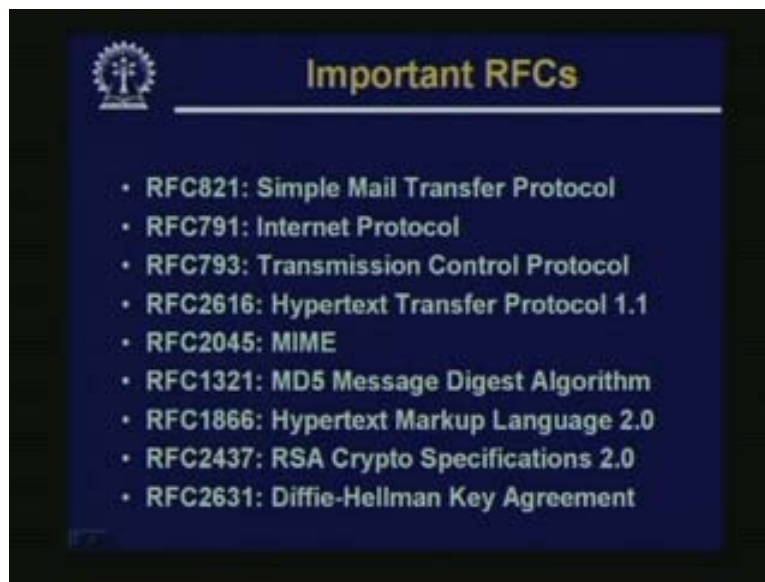 Important RFCs
• RFC821: Simple Mail Transfer Protocol
• RFC791: Internet Protocol
• RFC793: Transmission Control Protocol
• RFC2616: Hypertext Transfer Protocol 1.1
• RFC2045: MIME
• RFC1321: MD5 Message Digest Algorithm
• RFC1866: Hypertext Markup Language 2.0
• RFC2437: RSA Crypto Specifications 2.0
• RFC2631: Diffie-Hellman Key Agreement